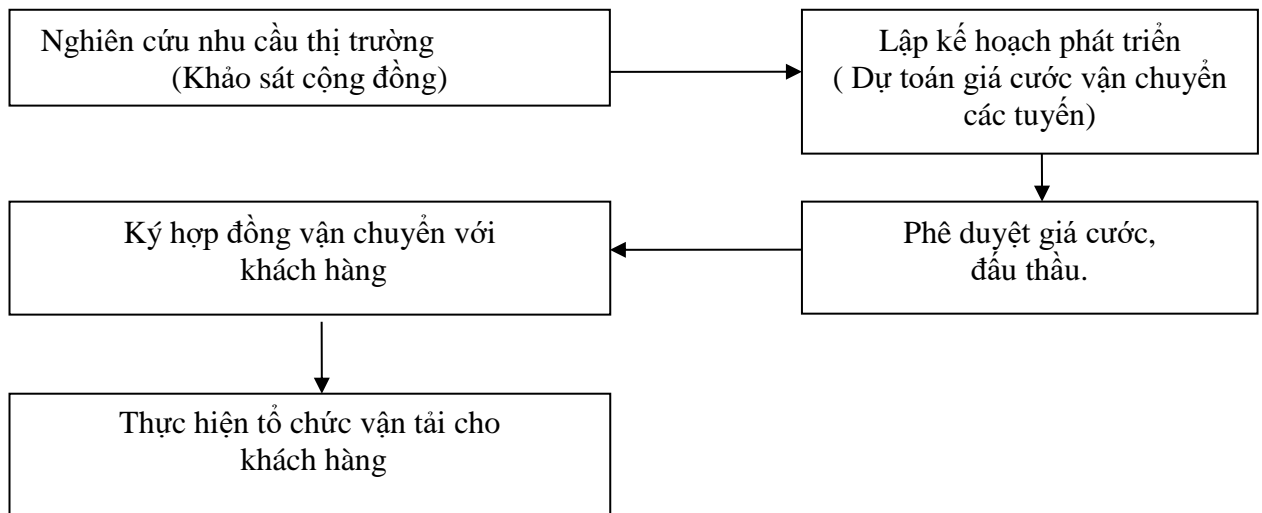 Nghiên cứu nhu cầu thị trường
(Khảo sát cộng đồng)
Lập kế hoạch phát triển
( Dự toán giá cước vận chuyển
các tuyến)
Phê duyệt giá cước,
đấu thầu.
Ký hợp đồng vận chuyển với
khách hàng
Thực hiện tổ chức vận tải cho
khách hàng